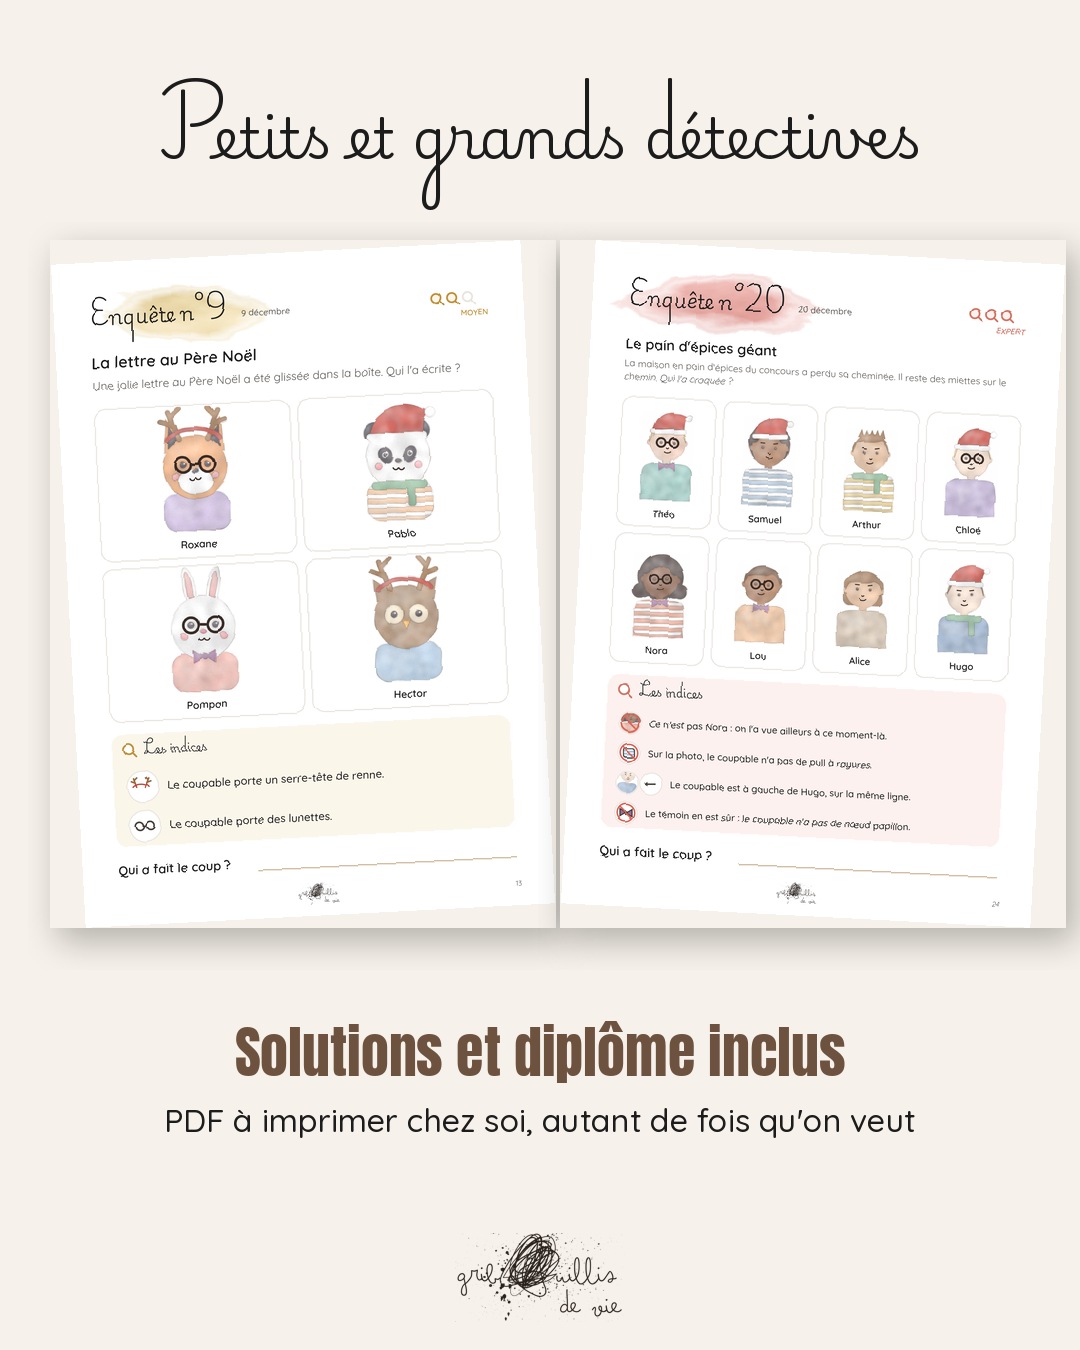 Petits et grands détectives
Enquête n°9
9 décembre
MOYEN
La lettre au Père Noël
Une jolie lettre au Père Noël a été glissée dans la boîte. Qui l'a écrite ?
Roxane
Pablo
Pompon
Hector
Les indices
Le coupable porte un serre-tête de renne.
Le coupable porte des lunettes.
Qui a fait le coup ?
gribouillis
de vie
13
Enquête n°20
20 décembre
EXPERT
Le pain d'épices géant
La maison en pain d'épices du concours a perdu sa cheminée. Il reste des miettes sur le
chemin. Qui l'a croquée ?
Théo
Samuel
Arthur
Chloé
Nora
Lou
Alice
Hugo
Les indices
Ce n'est pas Nora : on l'a vue ailleurs à ce moment-là.
Sur la photo, le coupable n'a pas de pull à rayures.
Le coupable est à gauche de Hugo, sur la même ligne.
Le témoin en est sûr : le coupable n'a pas de nœud papillon.
Qui a fait le coup ?
gribouillis
de vie
24
Solutions et diplôme inclus
PDF à imprimer chez soi, autant de fois qu'on veut
gribouillis
de vie